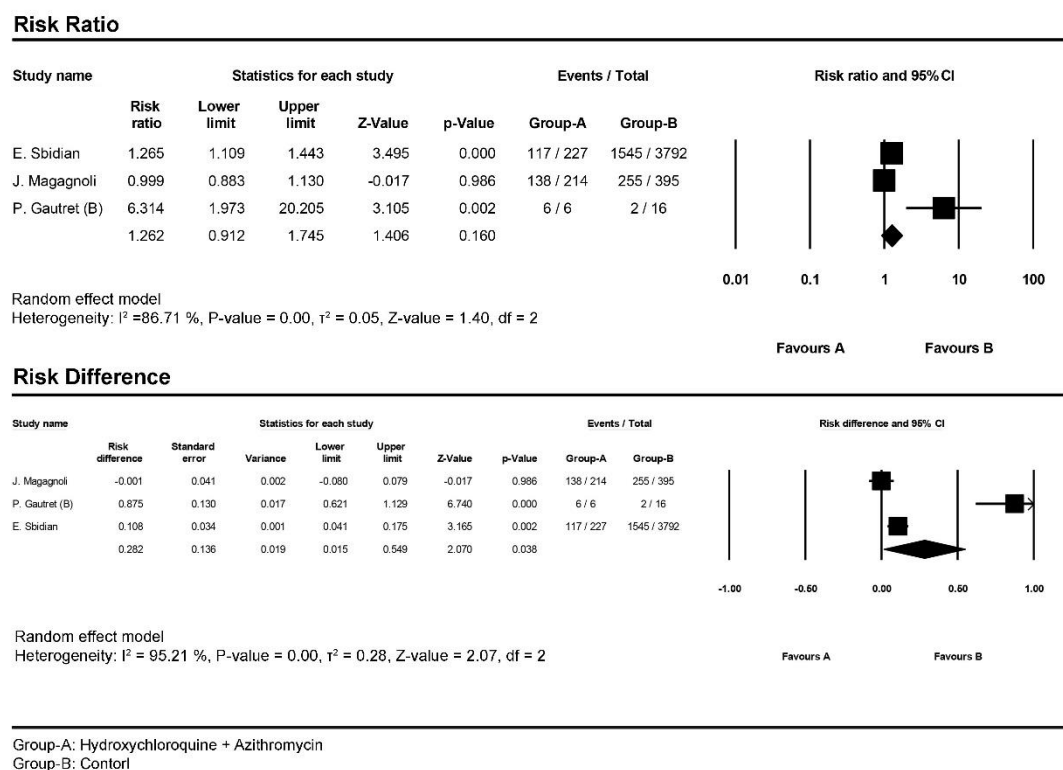 Risk Ratio
Study name Statistics for each study Events / Total Risk ratio and 95% CI
Risk ratio Lower limit Upper limit Z-Value p-Value Group-A Group-B
E. Sbidian 1.265 1.109 1.443 3.495 0.000 117 / 227 1545 / 3792
J. Magagnoli 0.999 0.883 1.130 -0.017 0.986 138 / 214 255 / 395
P. Gautret (B) 6.314 1.973 20.205 3.105 0.002 6 / 6 2 / 16
1.262 0.912 1.745 1.406 0.160
0.01 0.1 1 10 100
Random effect model
Heterogeneity: I² =86.71 %, P-value = 0.00, τ² = 0.05, Z-value = 1.40, df = 2
Favours A Favours B
Risk Difference
Study name Statistics for each study Events / Total Risk difference and 95% CI
Risk difference Standard error Variance Lower limit Upper limit Z-Value p-Value Group-A Group-B
J. Magagnoli -0.001 0.041 0.002 -0.080 0.079 -0.017 0.986 138 / 214 255 / 395
P. Gautret (B) 0.875 0.130 0.017 0.621 1.129 6.740 0.000 6 / 6 2 / 16
E. Sbidian 0.108 0.034 0.001 0.041 0.175 3.165 0.002 117 / 227 1545 / 3792
0.282 0.136 0.019 0.015 0.549 2.070 0.038
-1.00 -0.50 0.00 0.50 1.00
Random effect model
Heterogeneity: I² = 95.21 %, P-value = 0.00, τ² = 0.28, Z-value = 2.07, df = 2
Favours A Favours B
Group-A: Hydroxychloroquine + Azithromycin
Group-B: Contorl